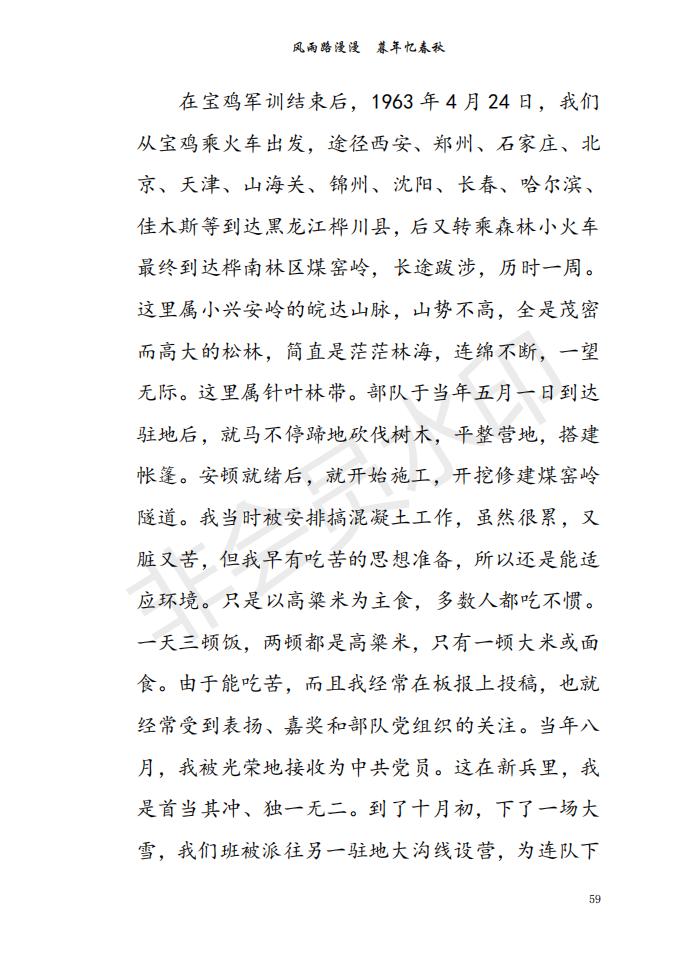 风雨路漫漫　暮年忆春秋
在宝鸡军训结束后，1963 年 4 月 24 日，我们
从宝鸡乘火车出发，途径西安、郑州、石家庄、北
京、天津、山海关、锦州、沈阳、长春、哈尔滨、
佳木斯等到达黑龙江桦川县，后又转乘森林小火车
最终到达桦南林区煤窑岭，长途跋涉，历时一周。
这里属小兴安岭的皖达山脉，山势不高，全是茂密
而高大的松林，简直是茫茫林海，连绵不断，一望
无际。这里属针叶林带。部队于当年五月一日到达
驻地后，就马不停蹄地砍伐树木，平整营地，搭建
帐篷。安顿就绪后，就开始施工，开挖修建煤窑岭
隧道。我当时被安排搞混凝土工作，虽然很累，又
脏又苦，但我早有吃苦的思想准备，所以还是能适
应环境。只是以高粱米为主食，多数人都吃不惯。
一天三顿饭，两顿都是高粱米，只有一顿大米或面
食。由于能吃苦，而且我经常在板报上投稿，也就
经常受到表扬、嘉奖和部队党组织的关注。当年八
月，我被光荣地接收为中共党员。这在新兵里，我
是首当其冲、独一无二。到了十月初，下了一场大
雪，我们班被派往另一驻地大沟线设营，为连队下
59
非会员水印